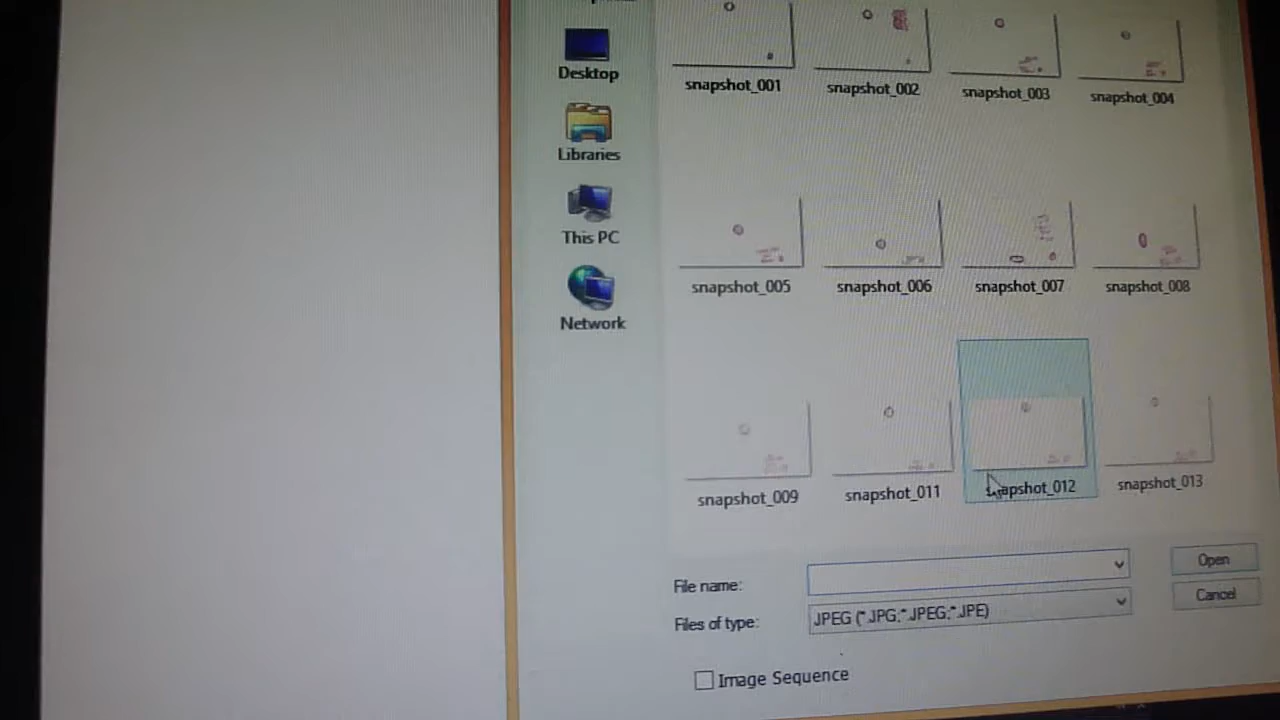 snapshot_001
snapshot_002
snapshot_003
snapshot_004
Desktop
Libraries
This PC
Network
snapshot_005
snapshot_006
snapshot_007
snapshot_008
snapshot_009
snapshot_011
snapshot_012
snapshot_013
File name:
Open
Files of type:
JPEG (*.JPG;*.JPEG;*.JPE)
Cancel
Image Sequence